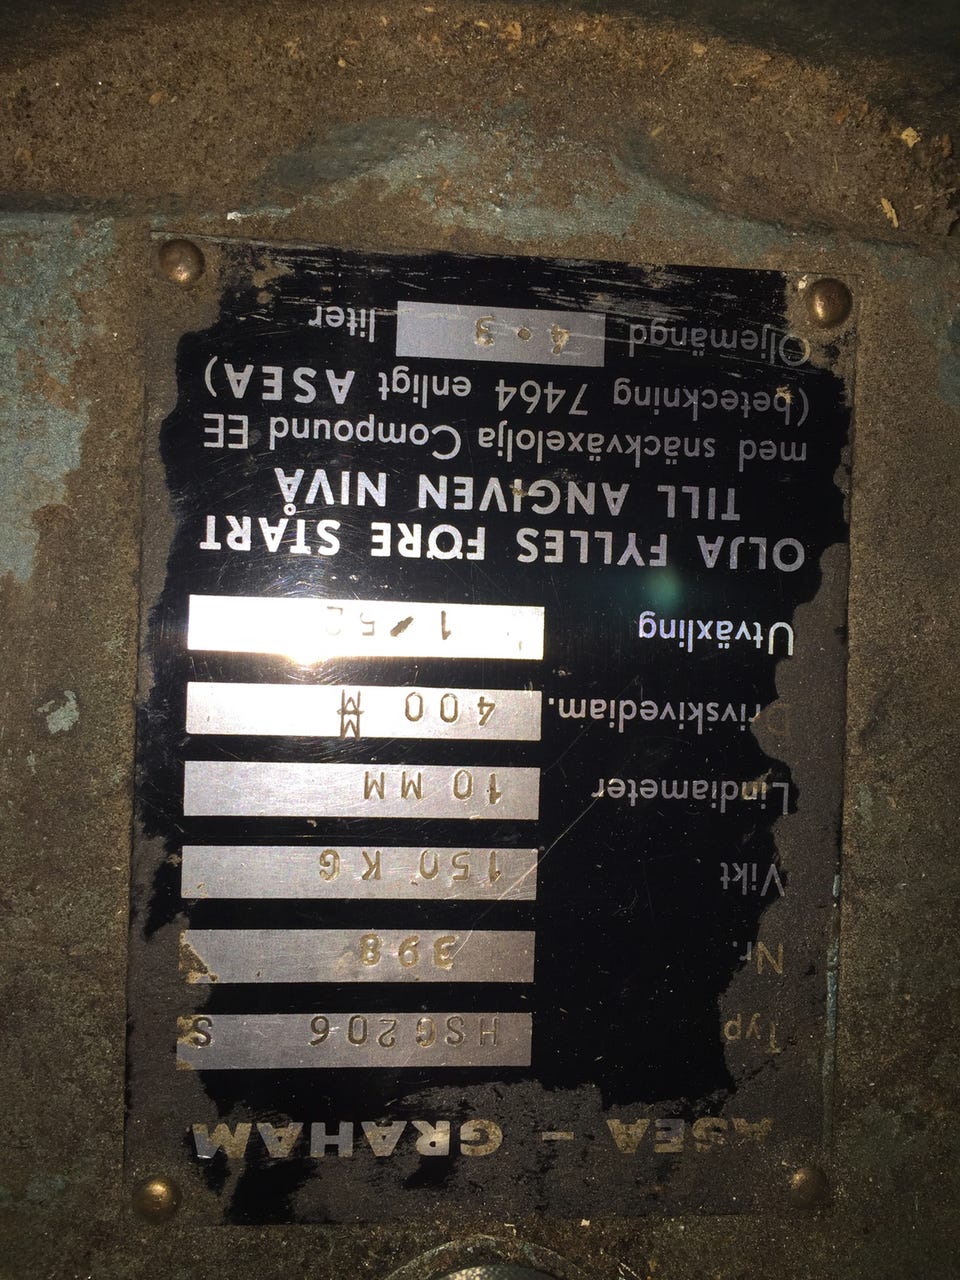 ASEA - GRAHAM
Typ HSG206 S
Nr. 398
Vikt 150 KG
Lindiameter 10 MM
Drivskivediam. 400 MM
Utväxling 1/52
OLJA FYLLES FÖRE START
TILL ANGIVEN NIVÅ
med snäckväxelolja Compound EE
(beteckning 7464 enligt ASEA)
Oljemängd 4.3 liter